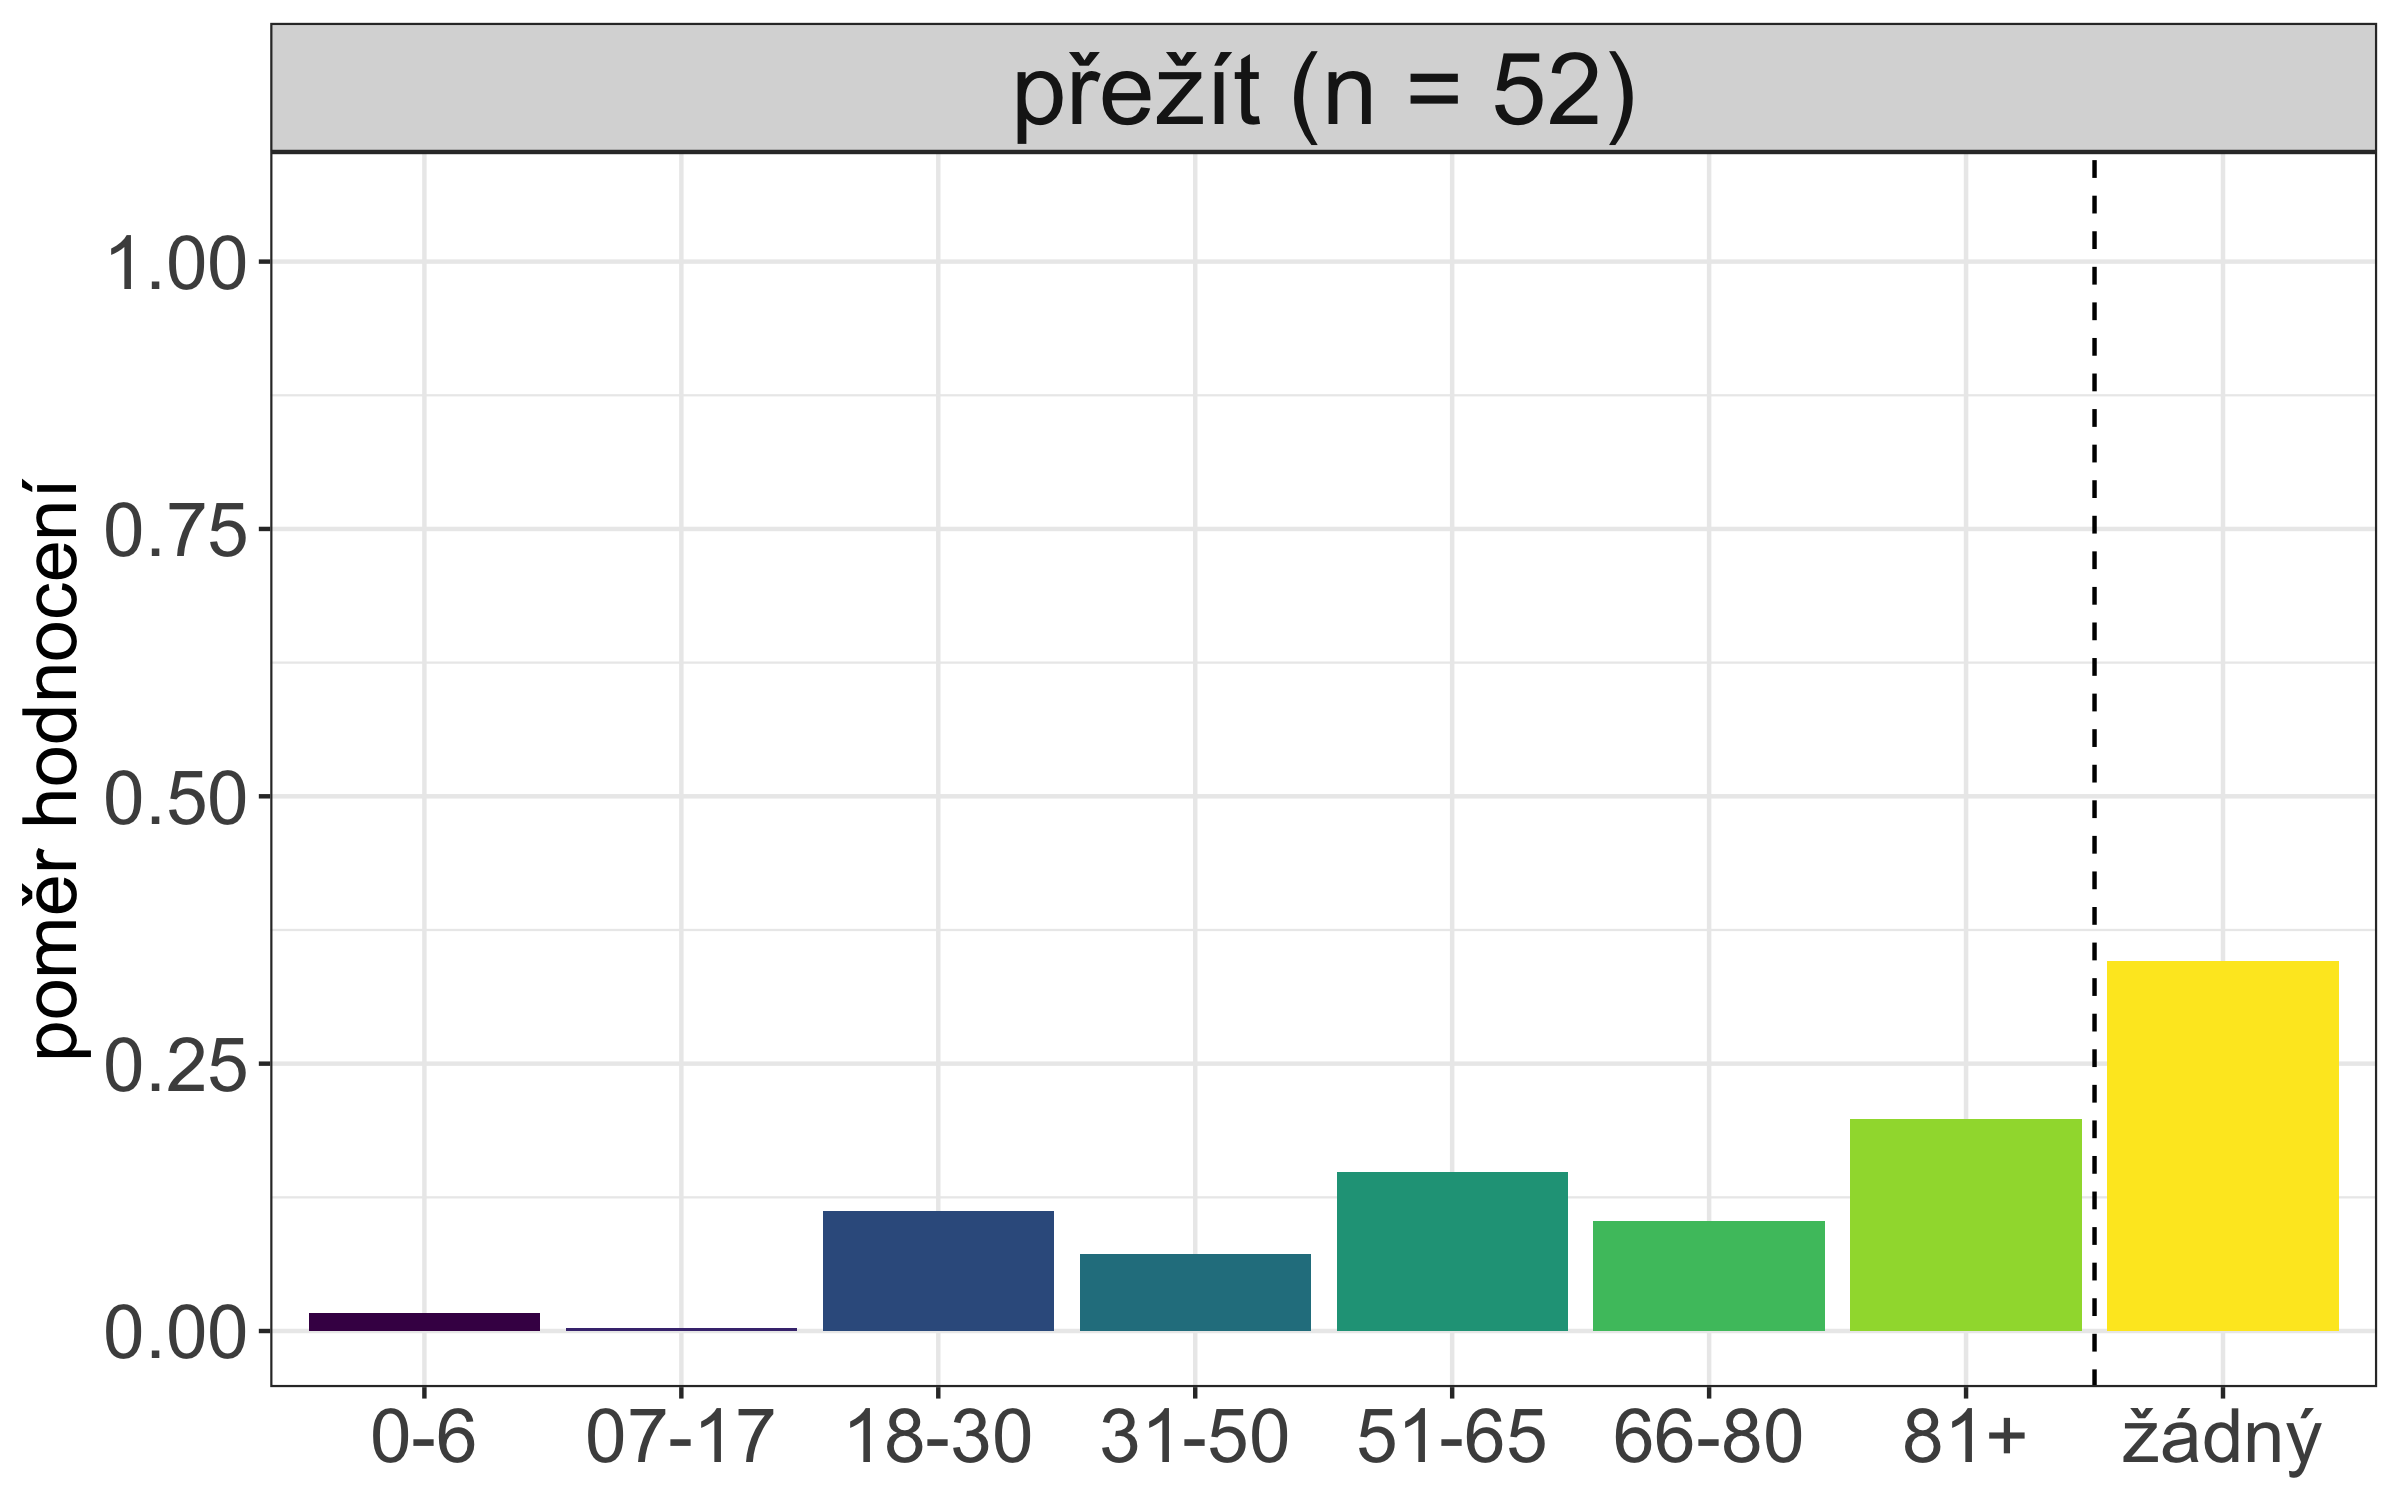 přežít (n = 52)
poměr hodnocení
1.00
0.75
0.50
0.25
0.00
0-6 07-17 18-30 31-50 51-65 66-80 81+ žádný